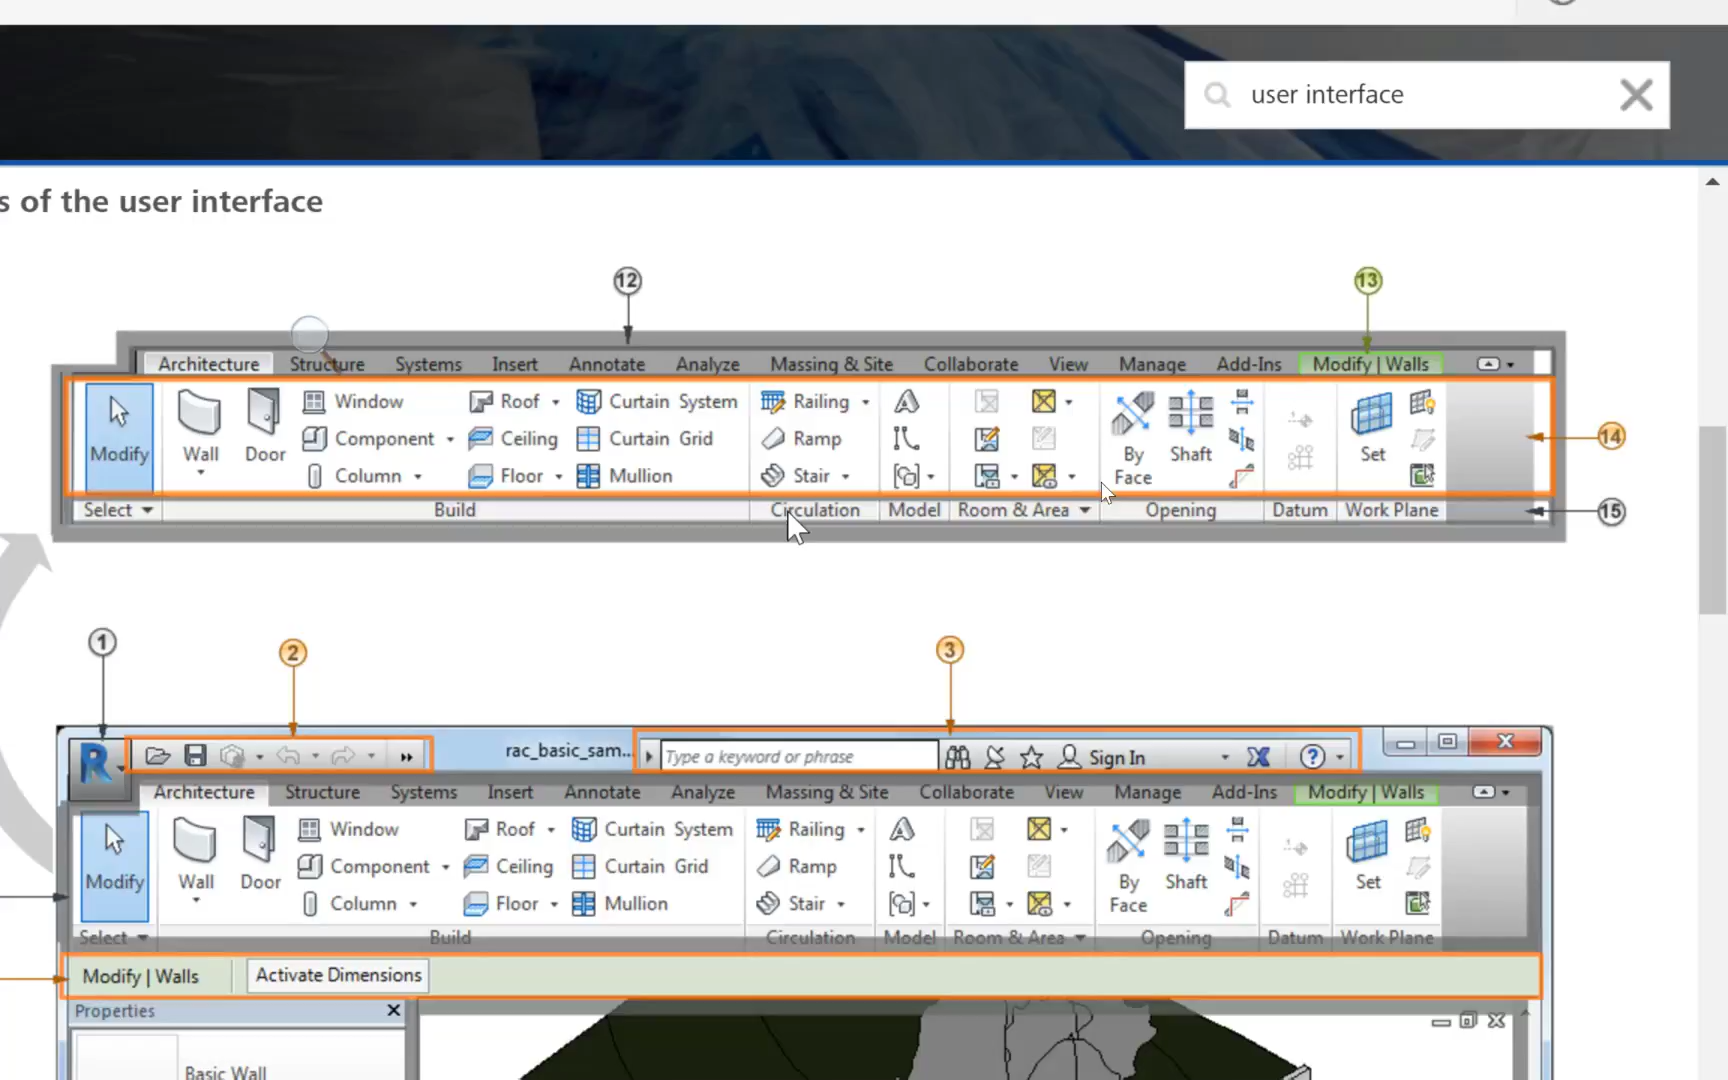 user interface
s of the user interface
12
13
Architecture Structure Systems Insert Annotate Analyze Massing & Site Collaborate View Manage Add-Ins Modify | Walls
Window Roof Curtain System Railing
Modify Wall Door Component Ceiling Curtain Grid Ramp By Face Shaft Set
14
Column Floor Mullion Stair
Select Build Circulation Model Room & Area Opening Datum Work Plane
15
1
2
3
R rac_basic_sam... Type a keyword or phrase Sign In
Architecture Structure Systems Insert Annotate Analyze Massing & Site Collaborate View Manage Add-Ins Modify | Walls
Window Roof Curtain System Railing
Modify Wall Door Component Ceiling Curtain Grid Ramp By Face Shaft Set
Column Floor Mullion Stair
Select Build Circulation Model Room & Area Opening Datum Work Plane
Modify | Walls Activate Dimensions
Properties
Basic Wall